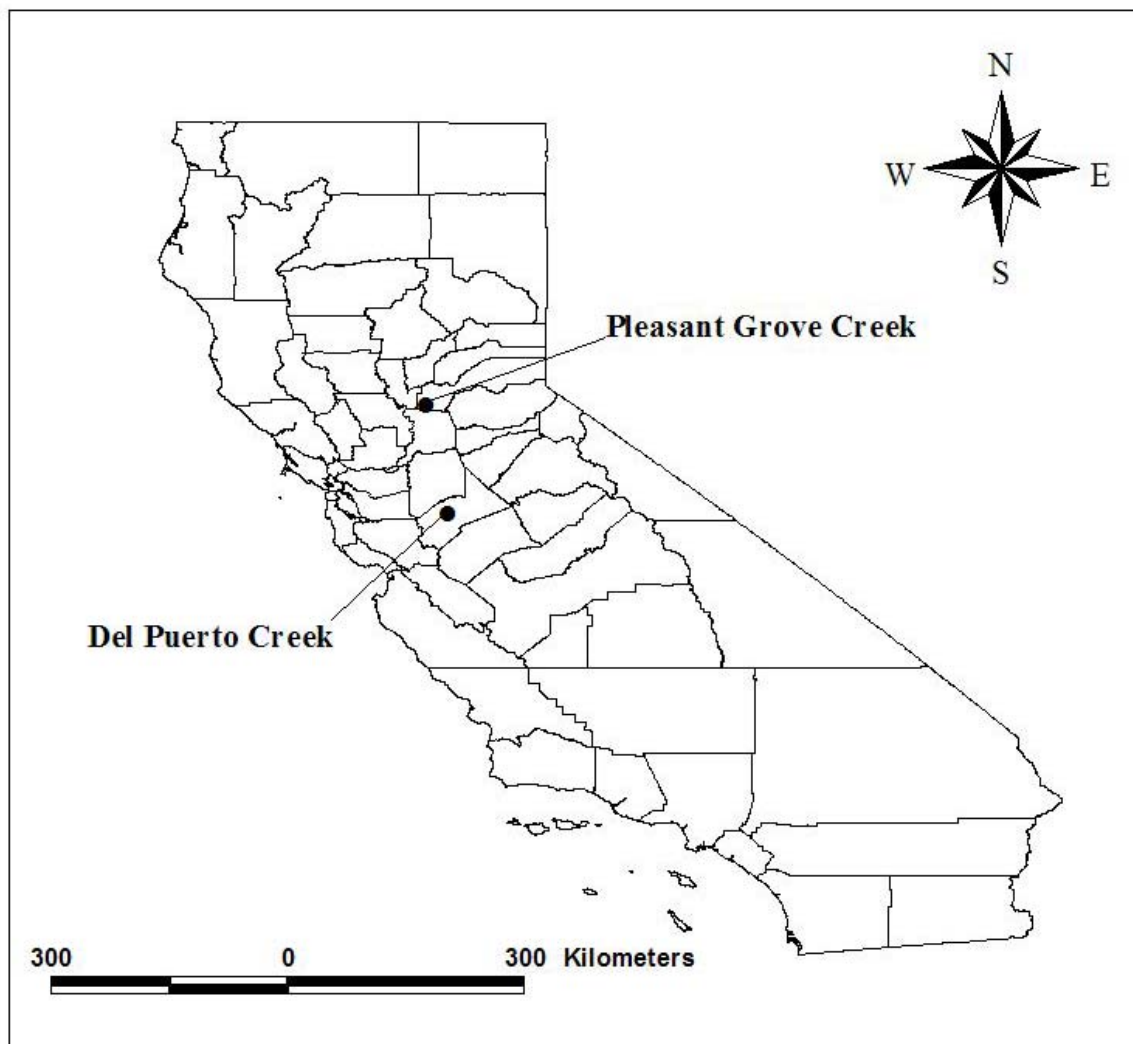 N
W E
S
Pleasant Grove Creek
Del Puerto Creek
300 0 300 Kilometers